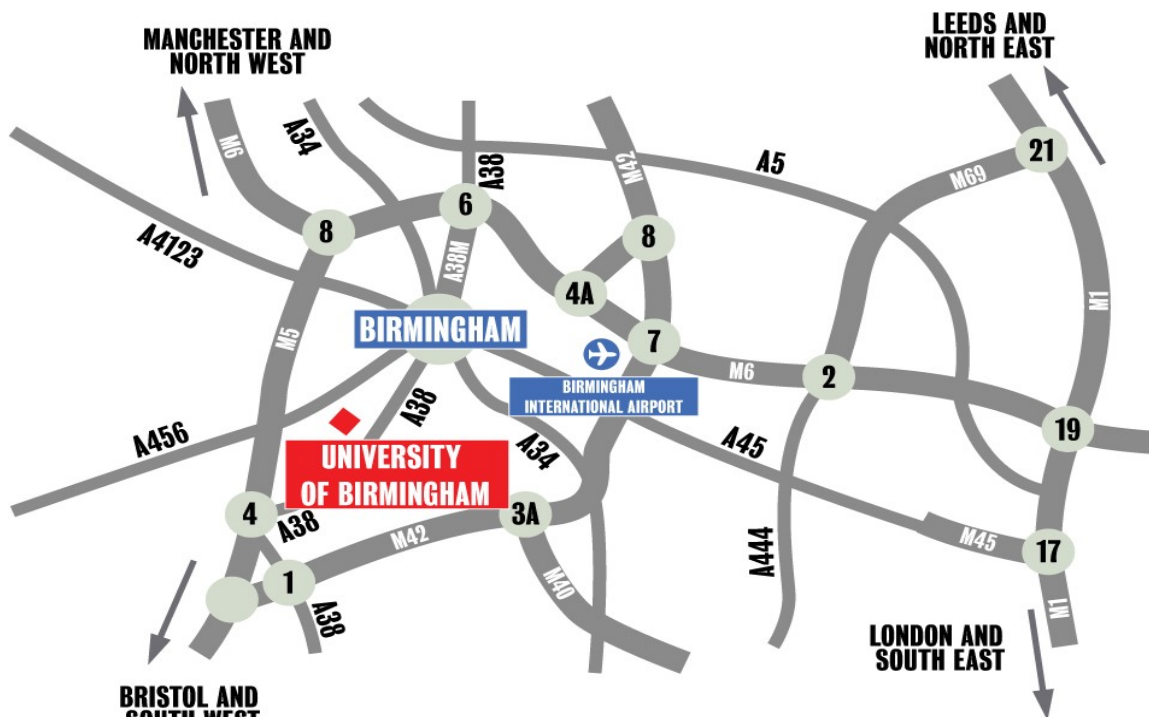 MANCHESTER AND
NORTH WEST
LEEDS AND
NORTH EAST
M6
A34
A38
M42
A5
M69
21
A4123
8
6
8
A38M
4A
M1
M5
BIRMINGHAM
7
M6
2
BIRMINGHAM
INTERNATIONAL AIRPORT
A38
A456
UNIVERSITY
OF BIRMINGHAM
A34
A45
19
4
A38
M42
3A
M45
17
A444
1
M40
A38
M1
LONDON AND
SOUTH EAST
BRISTOL AND
SOUTH WEST